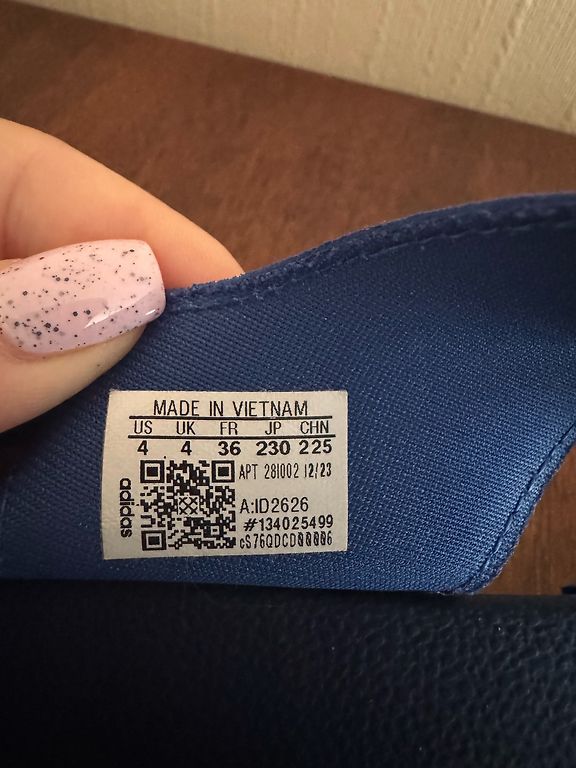 MADE IN VIETNAM
US UK FR JP CHN
4 4 36 230 225
adidas
APT 281002 12/23
A:ID2626
#134025499
cS76QDCD00006